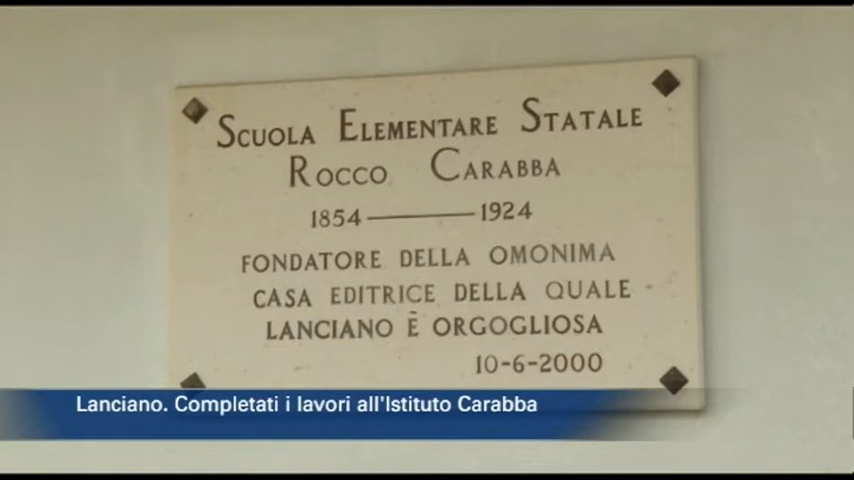 Scuola Elementare Statale
Rocco Carabba
1854 — 1924
FONDATORE DELLA OMONIMA
CASA EDITRICE DELLA QUALE
LANCIANO È ORGOGLIOSA
10-6-2000
Lanciano. Completati i lavori all'Istituto Carabba